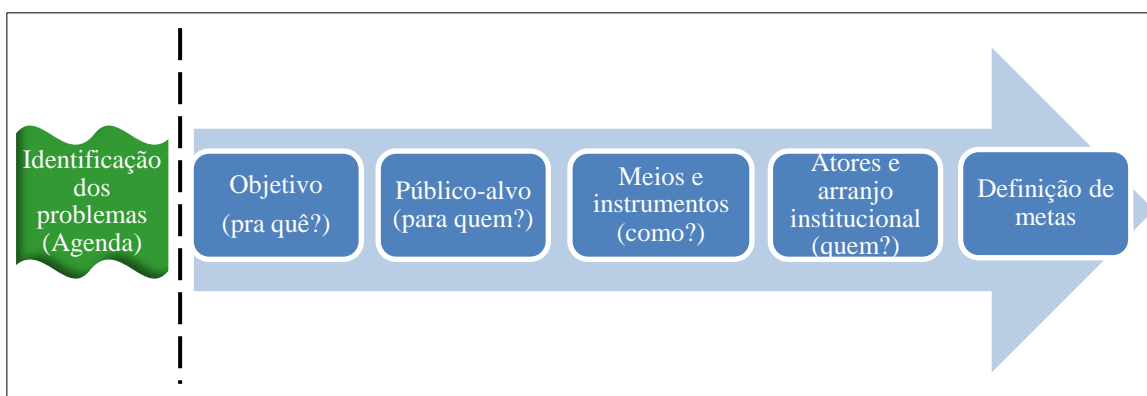 Identificação
dos
problemas
(Agenda)
Objetivo
(pra quê?)
Público-alvo
(para quem?)
Meios e
instrumentos
(como?)
Atores e
arranjo
institucional
(quem?)
Definição de
metas